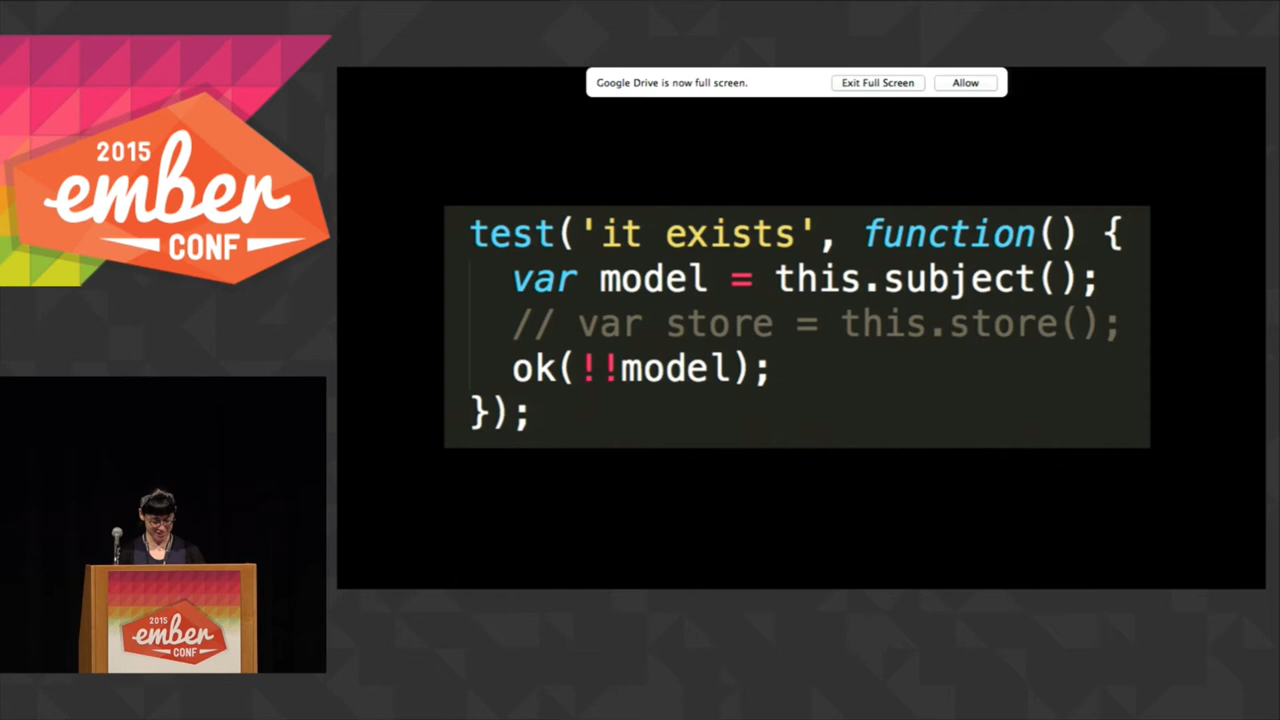 2015
ember
CONF
Google Drive is now full screen.
Exit Full Screen
Allow
test('it exists', function() {
  var model = this.subject();
  // var store = this.store();
  ok(!!model);
});
2015
ember
CONF